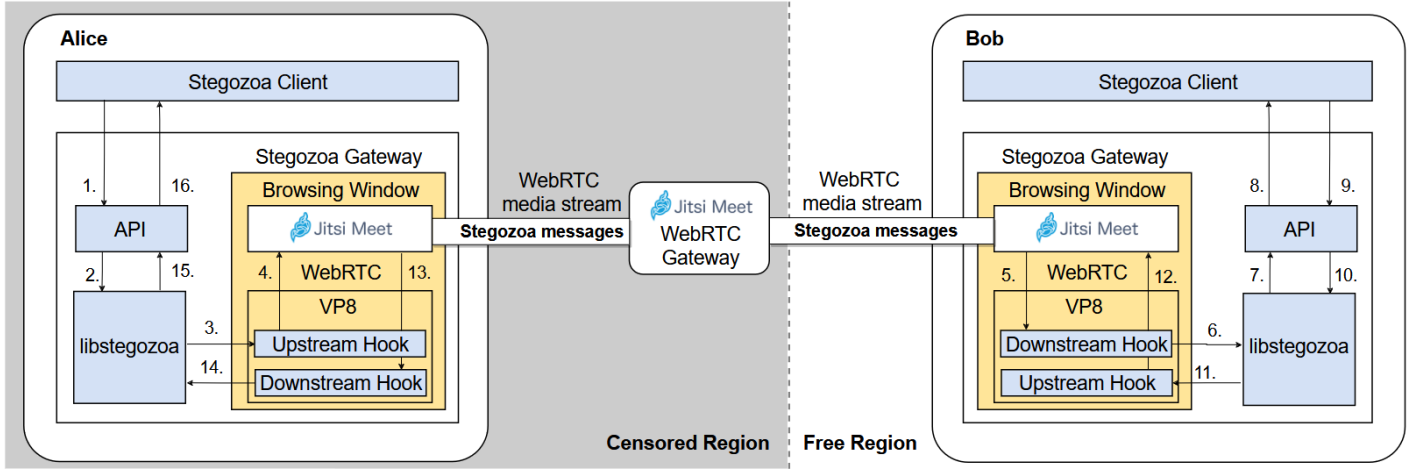 Alice
Stegozoa Client
1.
16.
API
2.
15.
libstegozoa
3.
14.
Stegozoa Gateway
Browsing Window
Jitsi Meet
4.
WebRTC
13.
VP8
Upstream Hook
Downstream Hook
WebRTC
media stream
Stegozoa messages
Jitsi Meet
WebRTC
Gateway
WebRTC
media stream
Stegozoa messages
Censored Region
Free Region
Bob
Stegozoa Client
Stegozoa Gateway
Browsing Window
Jitsi Meet
5.
WebRTC
12.
VP8
Downstream Hook
Upstream Hook
6.
11.
8.
9.
API
7.
10.
libstegozoa